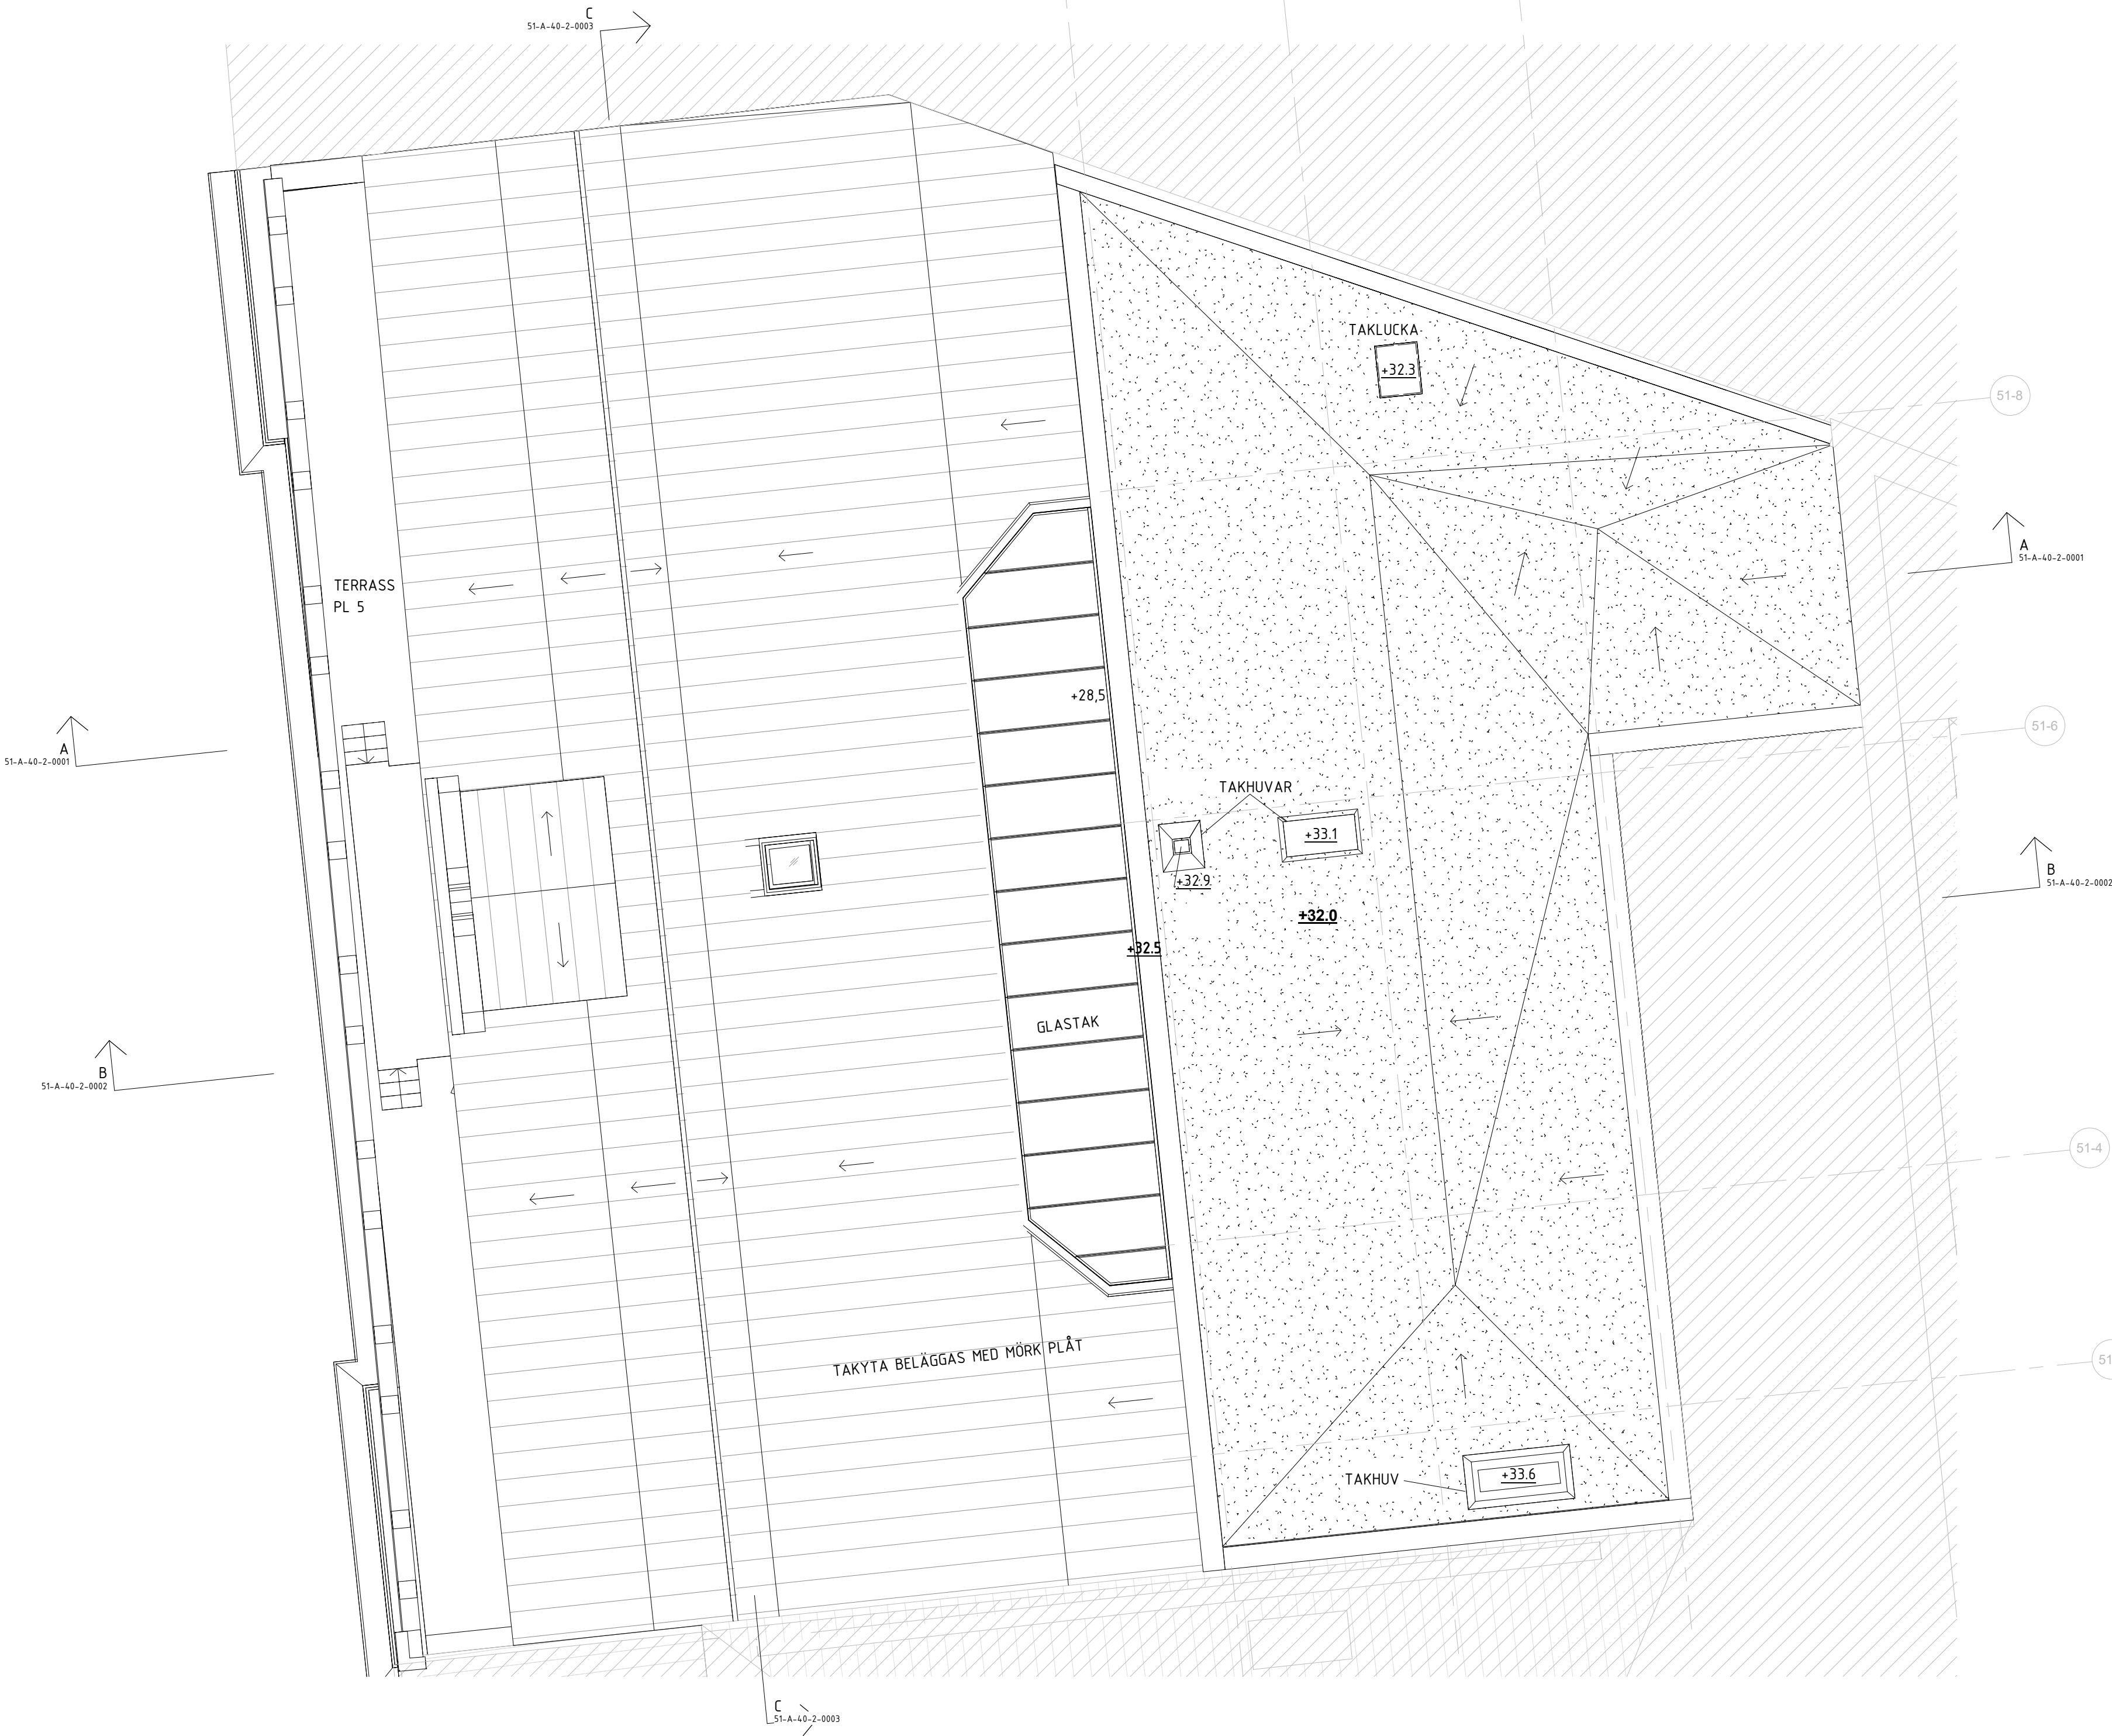 C
51-A-40-2-0003
TAKLUCKA
+32.3
51-8
A
51-A-40-2-0001
TERRASS
PL 5
+28,5
51-6
A
51-A-40-2-0001
TAKHUVAR
+33.1
+32.9
B
51-A-40-2-0002
+32.0
+32.5
GLASTAK
B
51-A-40-2-0002
51-4
TAKYTA BELÄGGAS MED MÖRK PLÅT
51
TAKHUV
+33.6
C
51-A-40-2-0003